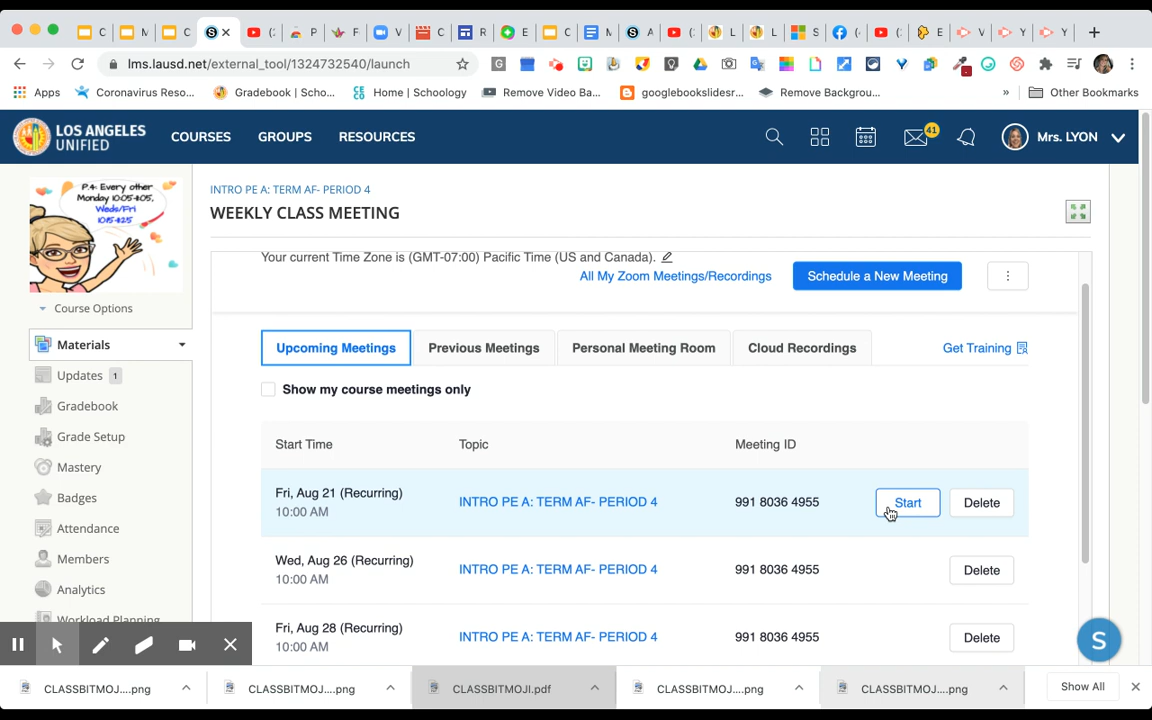 C
M
C
S
(2
P
F
V
C
R
E
C
M
A
(2
L
L
S
(4
(2
E
V
Y
Y
lms.lausd.net/external_tool/1324732540/launch
Apps
Coronavirus Reso...
Gradebook | Scho...
Home | Schoology
Remove Video Ba...
googlebookslidesr...
Remove Backgrou...
»
Other Bookmarks
LOS ANGELES
UNIFIED
COURSES
GROUPS
RESOURCES
41
Mrs. LYON
P.4: Every other
Monday 10:05-11:05,
Weds/Fri
INTRO PE A: TERM AF- PERIOD 4
WEEKLY CLASS MEETING
Course Options
Materials
Updates 1
Gradebook
Grade Setup
Mastery
Badges
Attendance
Members
Analytics
Workload Planning
Your current Time Zone is (GMT-07:00) Pacific Time (US and Canada).
All My Zoom Meetings/Recordings
Schedule a New Meeting
Upcoming Meetings
Previous Meetings
Personal Meeting Room
Cloud Recordings
Get Training
Show my course meetings only
Start Time
Topic
Meeting ID
Fri, Aug 21 (Recurring)
10:00 AM
INTRO PE A: TERM AF- PERIOD 4
991 8036 4955
Start
Delete
Wed, Aug 26 (Recurring)
10:00 AM
INTRO PE A: TERM AF- PERIOD 4
991 8036 4955
Delete
Fri, Aug 28 (Recurring)
10:00 AM
INTRO PE A: TERM AF- PERIOD 4
991 8036 4955
Delete
S
CLASSBITMOJ....png
CLASSBITMOJ....png
CLASSBITMOJI.pdf
CLASSBITMOJ....png
CLASSBITMOJ....png
Show All